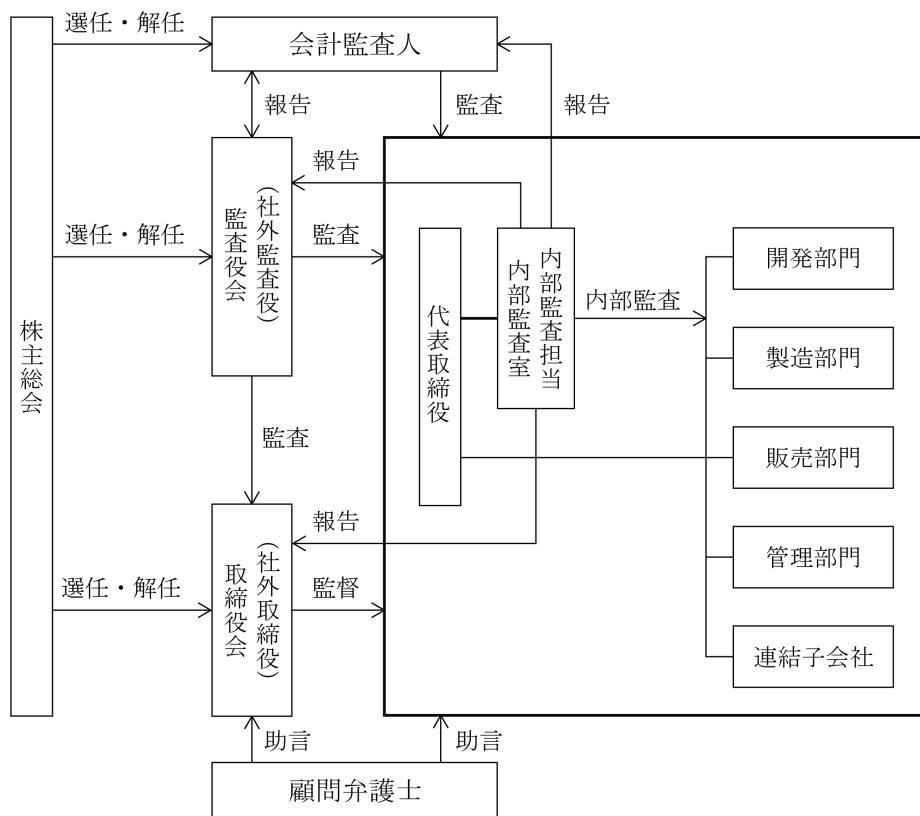 選任・解任
会計監査人
報告
監査
報告
報告
監査役会
(社外監査役)
選任・解任
監査
株主総会
代表取締役
内部監査室
内部監査担当
内部監査
開発部門
製造部門
販売部門
管理部門
連結子会社
監査
報告
取締役会
(社外取締役)
選任・解任
監督
助言
助言
顧問弁護士